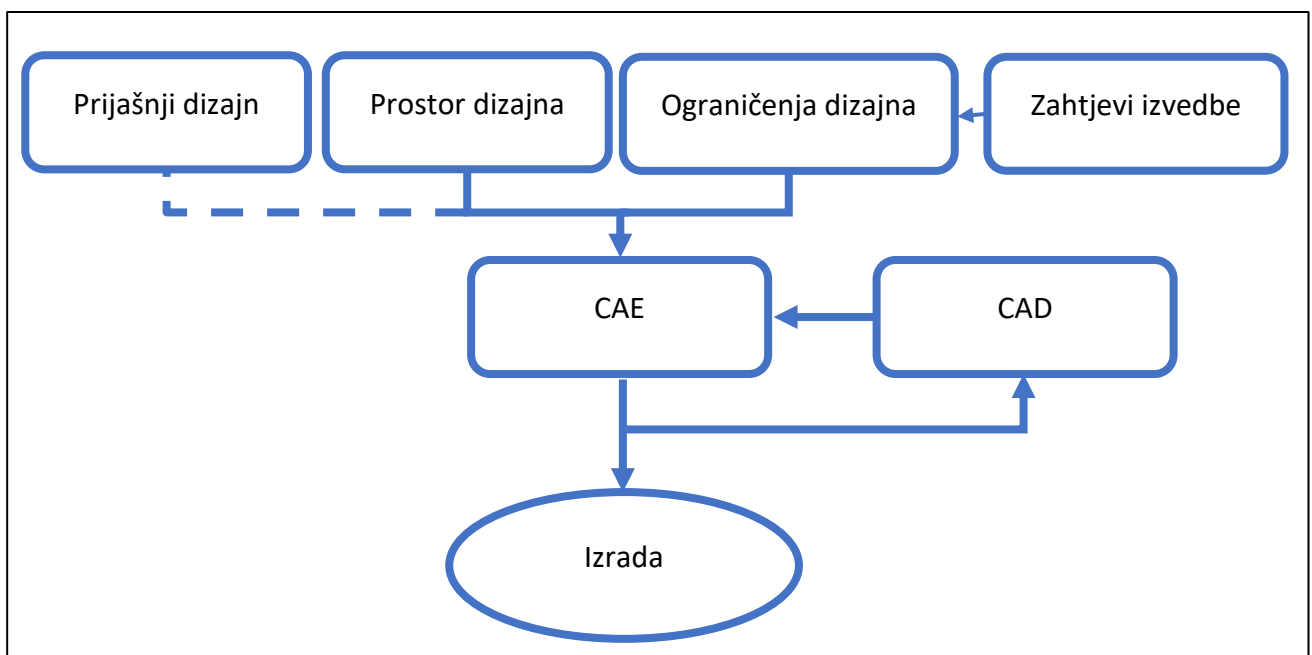 Prijašnji dizajn
Prostor dizajna
Ograničenja dizajna
Zahtjevi izvedbe
CAE
CAD
Izrada